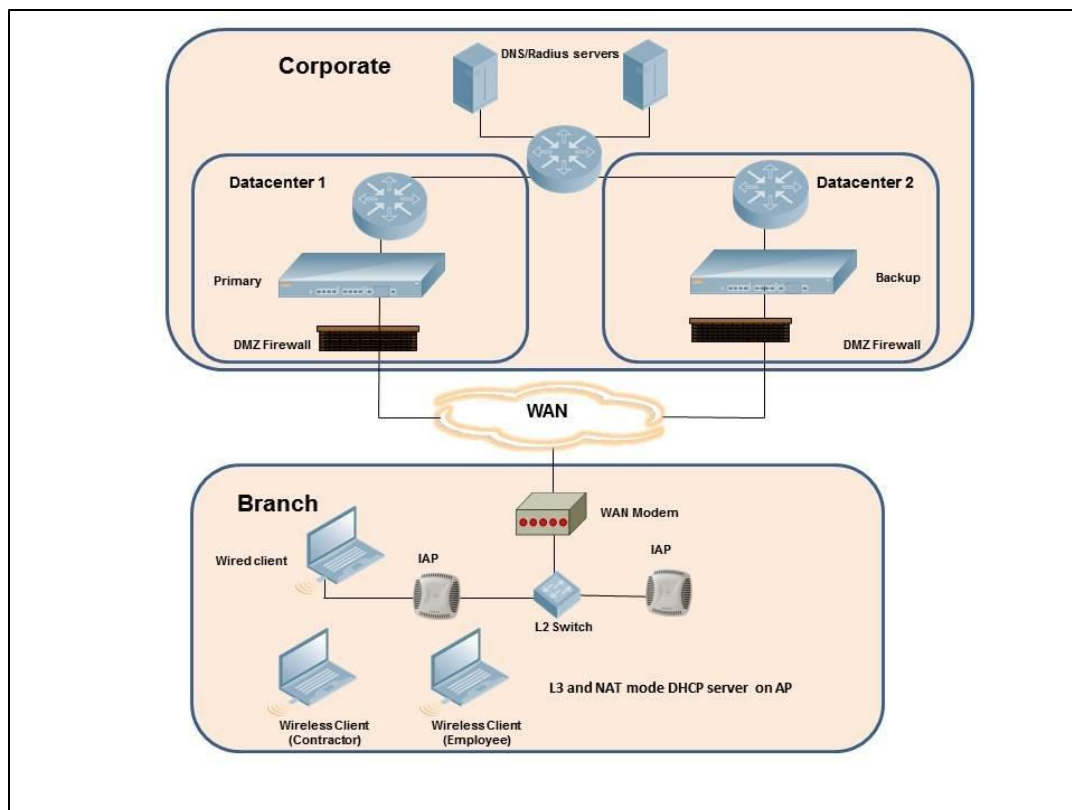 DNS/Radius servers
Corporate
Datacenter 1
Datacenter 2
Primary
Backup
DMZ Firewall
DMZ Firewall
WAN
Branch
WAN Modem
Wired client
IAP
IAP
L2 Switch
L3 and NAT mode DHCP server on AP
Wireless Client
(Contractor)
Wireless Client
(Employee)